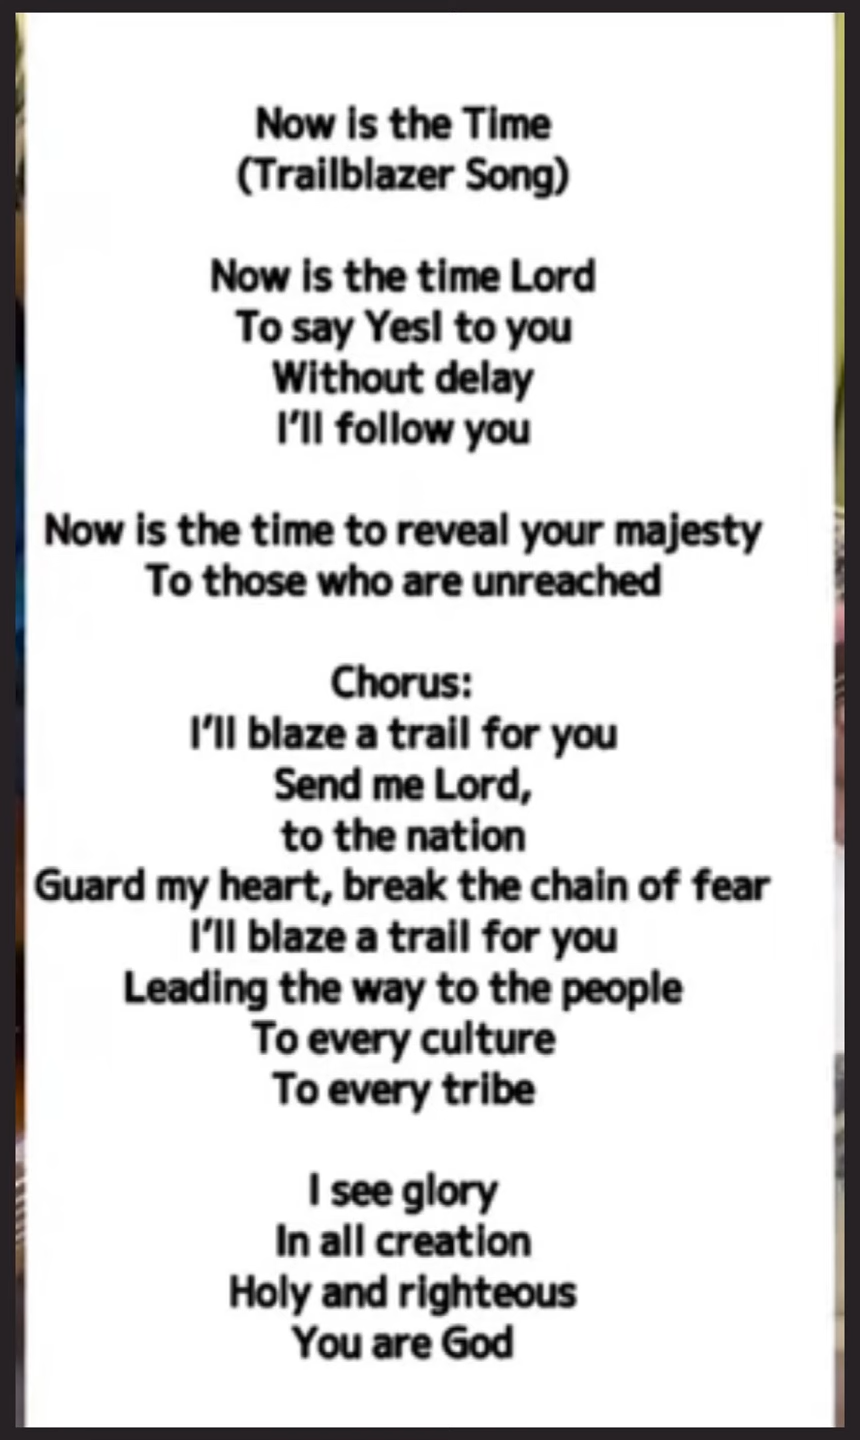 Now is the Time
(Trailblazer Song)
Now is the time Lord
To say Yesl to you
Without delay
I'll follow you
Now is the time to reveal your majesty
To those who are unreached
Chorus:
I'll blaze a trail for you
Send me Lord,
to the nation
Guard my heart, break the chain of fear
I'll blaze a trail for you
Leading the way to the people
To every culture
To every tribe
I see glory
In all creation
Holy and righteous
You are God